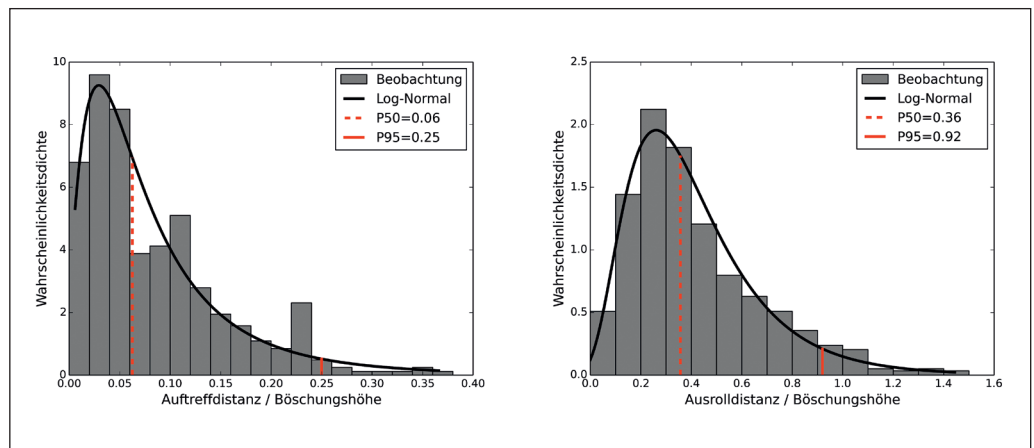 Wahrscheinlichkeitsdichte
10
8
6
4
2
0
0.00 0.05 0.10 0.15 0.20 0.25 0.30 0.35 0.40
Auftreffdistanz / Böschungshöhe
Beobachtung
Log-Normal
P50=0.06
P95=0.25
Wahrscheinlichkeitsdichte
2.5
2.0
1.5
1.0
0.5
0.0
0.0 0.2 0.4 0.6 0.8 1.0 1.2 1.4 1.6
Ausrolldistanz / Böschungshöhe
Beobachtung
Log-Normal
P50=0.36
P95=0.92